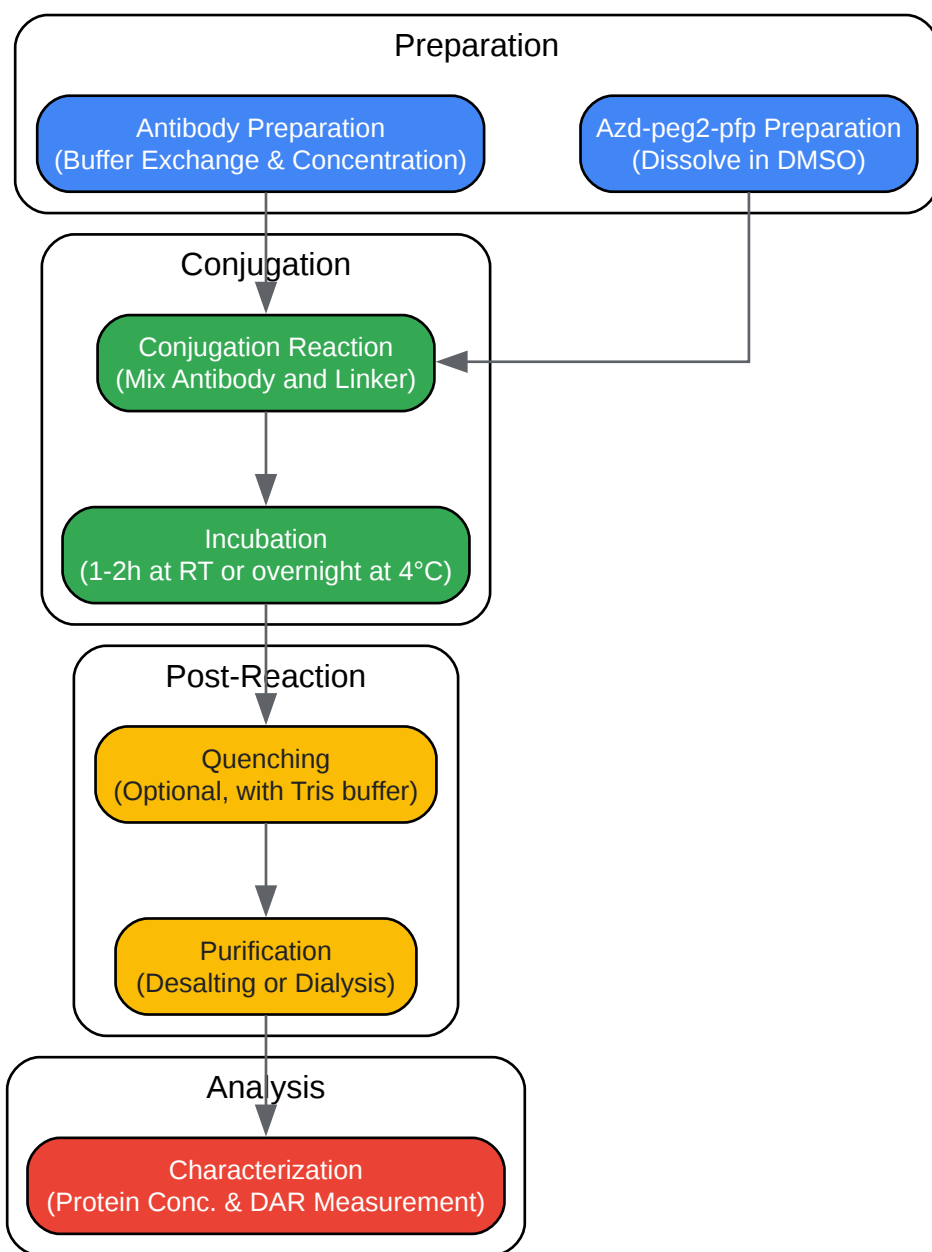 Preparation
Antibody Preparation
(Buffer Exchange & Concentration)
Azd-peg2-pfp Preparation
(Dissolve in DMSO)
Conjugation
Conjugation Reaction
(Mix Antibody and Linker)
Incubation
(1-2h at RT or overnight at 4°C)
Post-Reaction
Quenching
(Optional, with Tris buffer)
Purification
(Desalting or Dialysis)
Analysis
Characterization
(Protein Conc. & DAR Measurement)